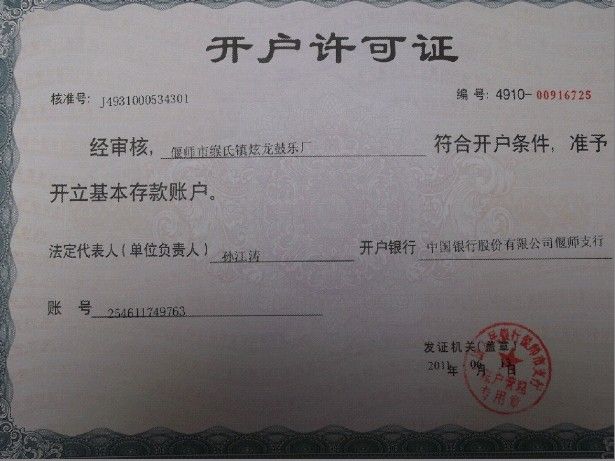 开户许可证
核准号：J4931000534301 编号：4910-00916725
经审核，偃师市缑氏镇炫龙鼓乐厂 符合开户条件，准予
开立基本存款账户。
法定代表人（单位负责人）孙江涛 开户银行 中国银行股份有限公司偃师支行
账 号 254611749763
发证机关（盖章）
2011 年 月 日
专用章